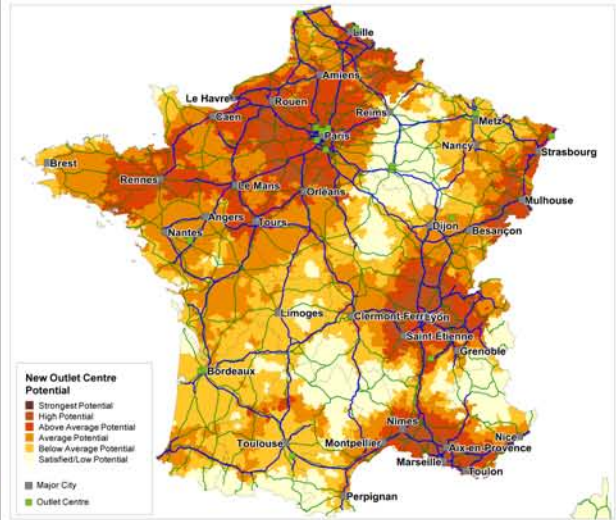 Lille
Amiens
Le Havre
Rouen
Reims
Caen
Metz
Paris
Nancy
Strasbourg
Brest
Rennes
Le Mans
Orléans
Mulhouse
Angers
Tours
Dijon
Nantes
Besançon
Limoges
Clermont-Ferreyon
Saint-Etienne
Grenoble
Bordeaux
New Outlet Centre
Potential
Strongest Potential
High Potential
Above Average Potential
Average Potential
Below Average Potential
Satisfied/Low Potential
Major City
Outlet Centre
Nîmes
Nice
Toulouse
Montpellier
Aix-en-Provence
Marseille
Toulon
Perpignan